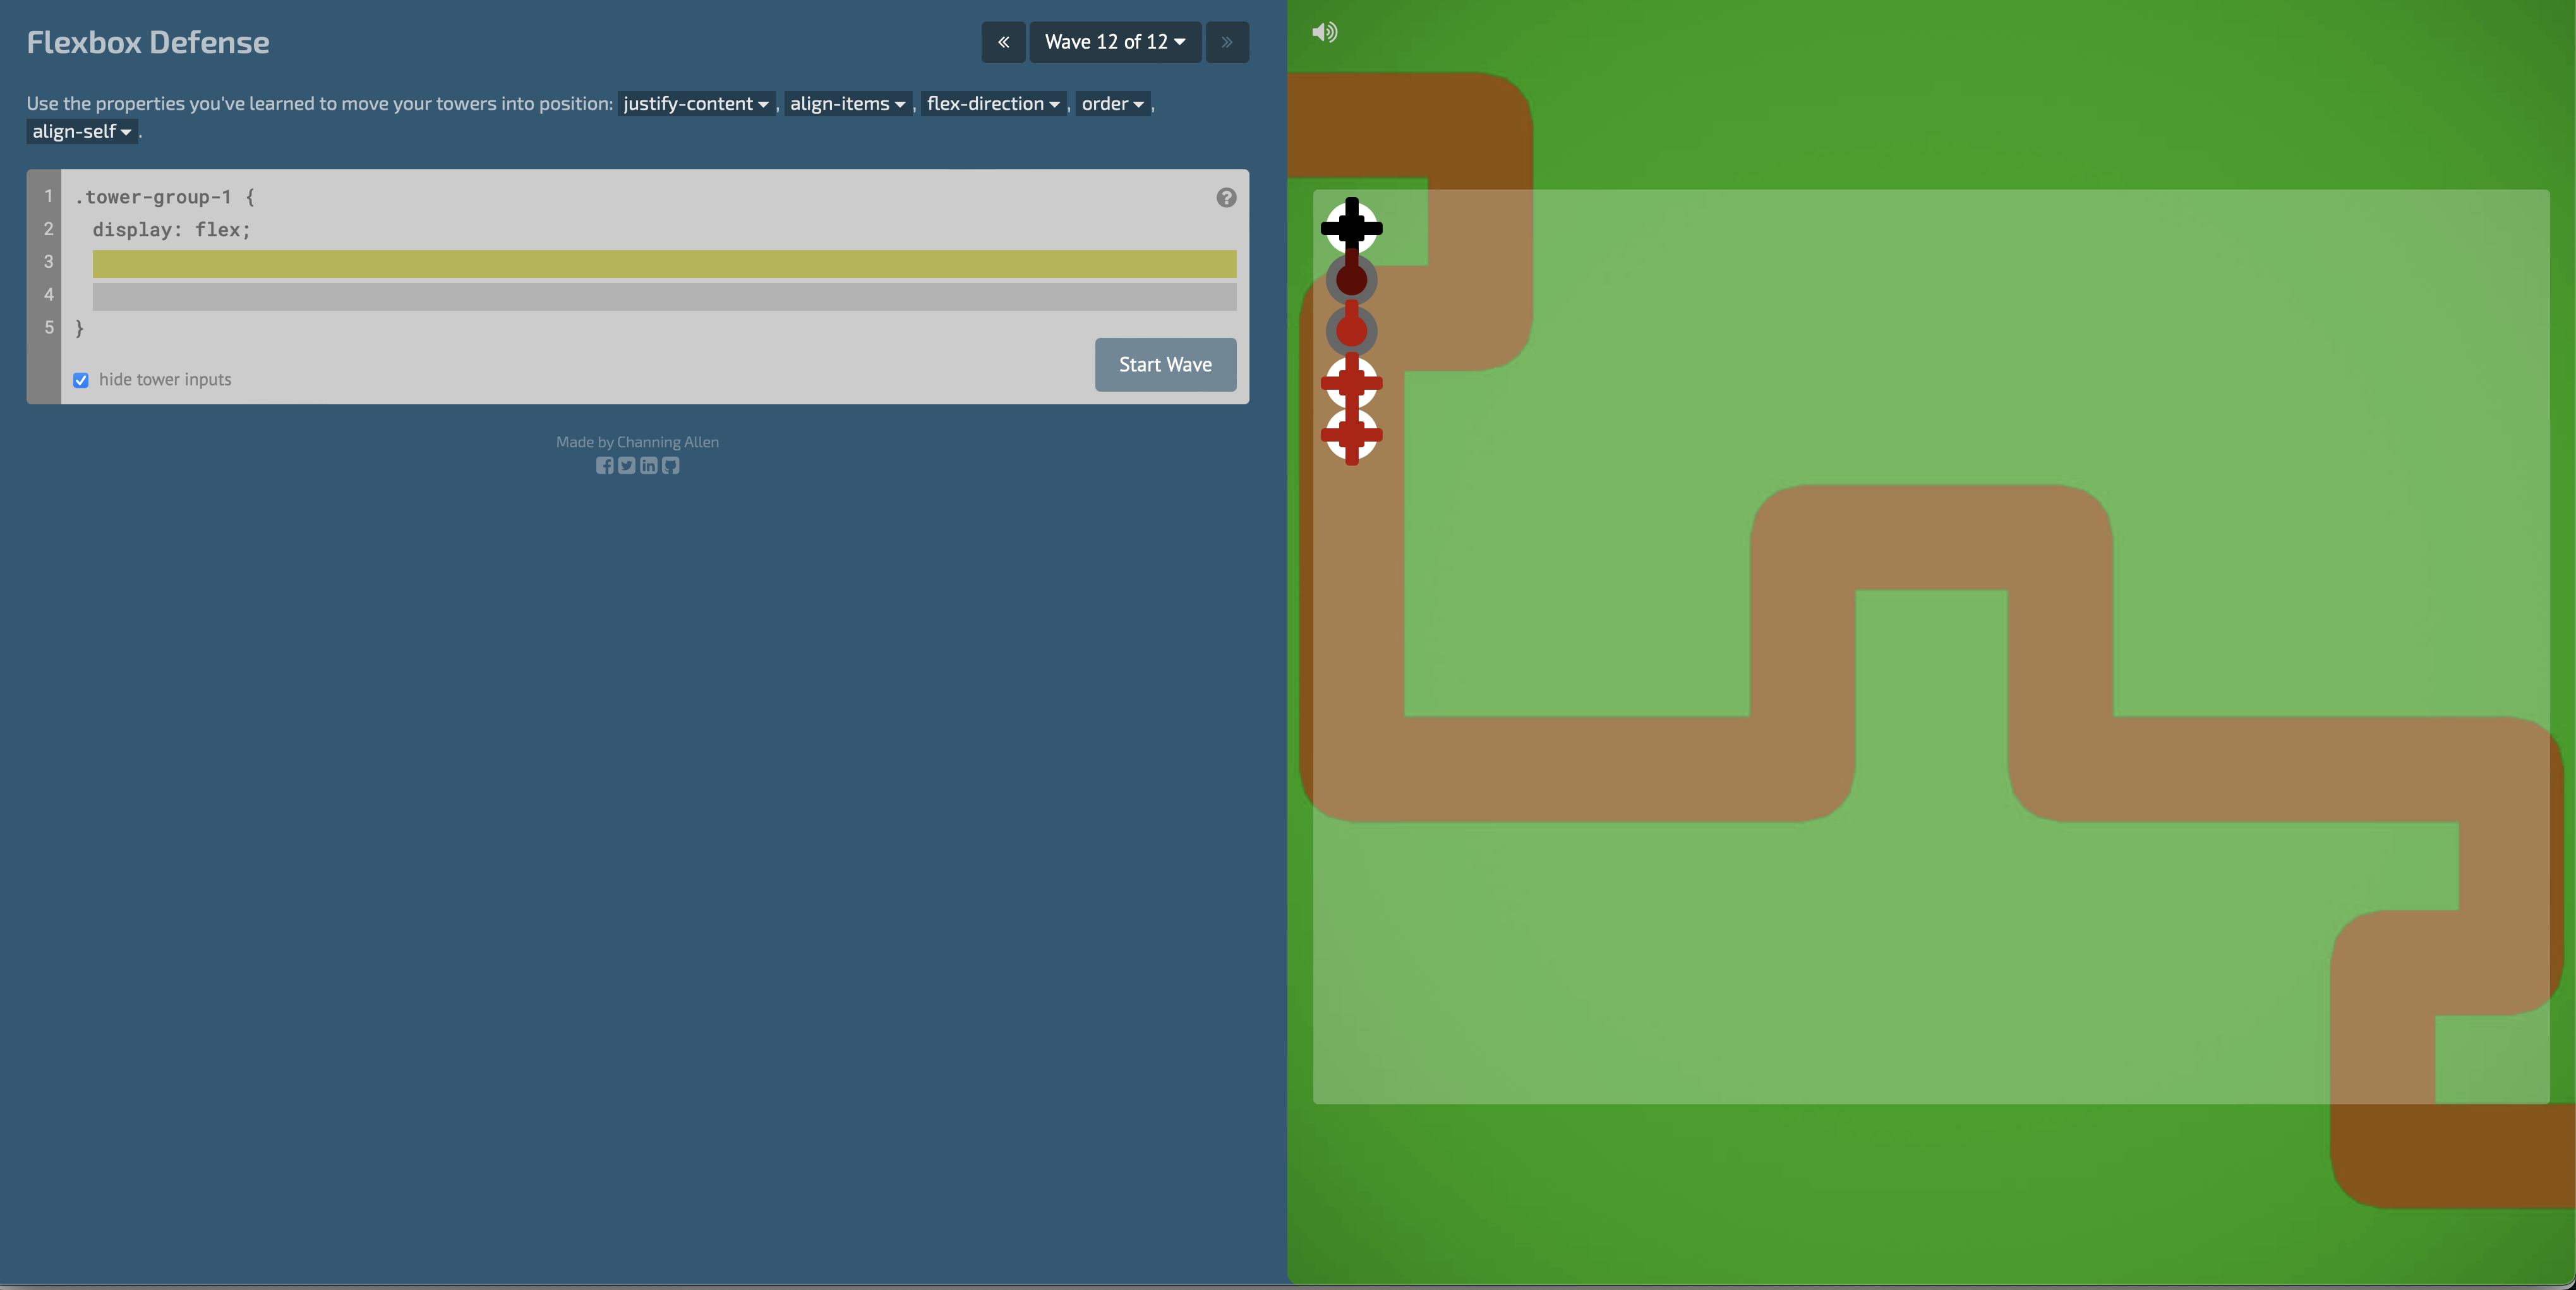 Flexbox Defense
« Wave 12 of 12 »
Use the properties you've learned to move your towers into position: justify-content , align-items , flex-direction , order ,
align-self .
1 .tower-group-1 {
2 display: flex;
3
4
5 }
?
hide tower inputs
Start Wave
Made by Channing Allen